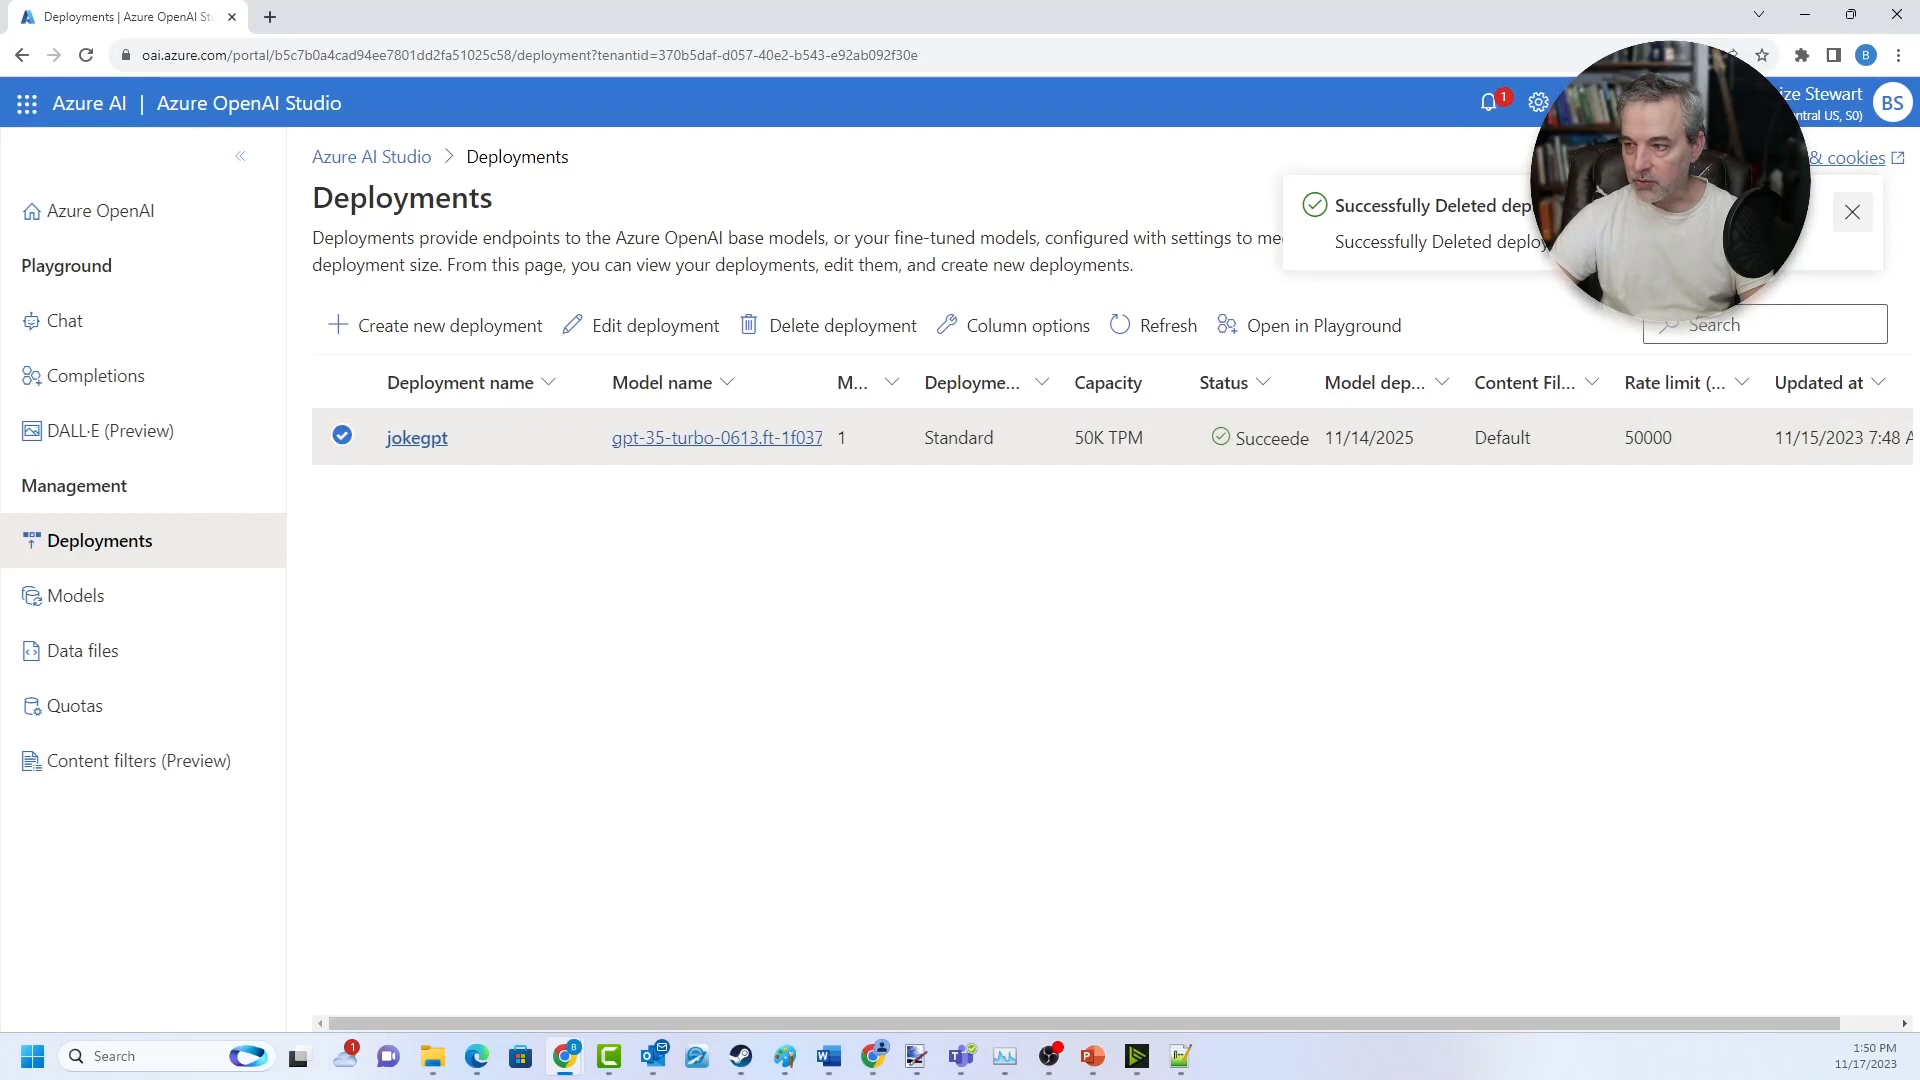 Deployments | Azure OpenAI St
oai.azure.com/portal/b5c7b0a4cad94ee7801dd2fa51025c58/deployment?tenantid=370b5daf-d057-40e2-b543-e92ab092f30e
B
Azure AI | Azure OpenAI Studio
1
ize Stewart
ntral US, S0)
BS
Azure AI Studio > Deployments
& cookies
Deployments
Deployments provide endpoints to the Azure OpenAI base models, or your fine-tuned models, configured with settings to me
deployment size. From this page, you can view your deployments, edit them, and create new deployments.
Successfully Deleted dep
Successfully Deleted deploy
Azure OpenAI
Playground
Chat
Completions
DALL·E (Preview)
Management
Deployments
Models
Data files
Quotas
Content filters (Preview)
Create new deployment
Edit deployment
Delete deployment
Column options
Refresh
Open in Playground
Search
Deployment name
Model name
M...
Deployme...
Capacity
Status
Model dep...
Content Fil...
Rate limit (...
Updated at
jokegpt
gpt-35-turbo-0613.ft-1f037
1
Standard
50K TPM
Succeede
11/14/2025
Default
50000
11/15/2023 7:48 A
Search
1
1:50 PM
11/17/2023